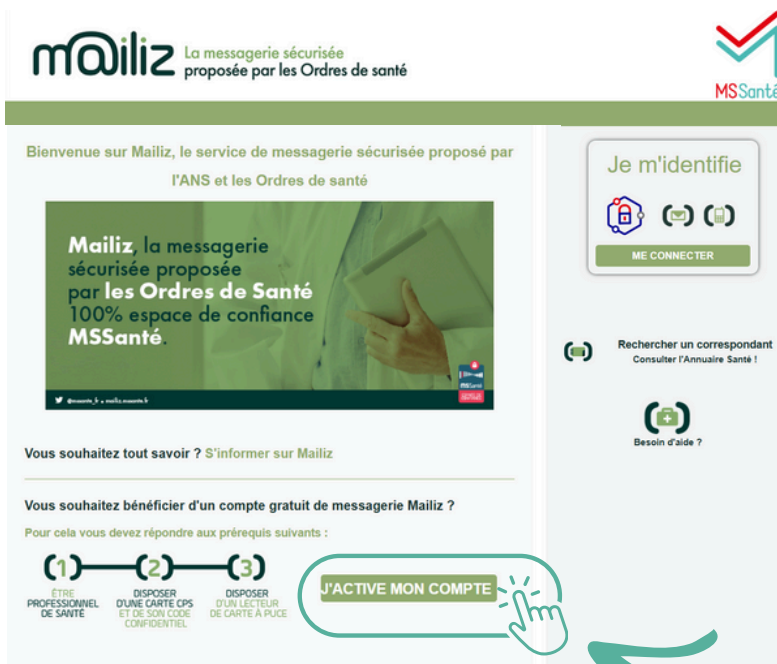 m@iliz La messagerie sécurisée
proposée par les Ordres de santé
MSSanté
Bienvenue sur Mailiz, le service de messagerie sécurisée proposé par
l'ANS et les Ordres de santé
Mailiz, la messagerie
sécurisée proposée
par les Ordres de Santé
100% espace de confiance
MSSanté.
Vous souhaitez tout savoir ? S'informer sur Mailiz
Vous souhaitez bénéficier d'un compte gratuit de messagerie Mailiz ?
Pour cela vous devez répondre aux prérequis suivants :
(1) (2) (3)
ÊTRE
PROFESSIONNEL
DE SANTÉ
DISPOSER
D'UNE CARTE CPS
ET DE SON CODE
CONFIDENTIEL
DISPOSER
D'UN LECTEUR
DE CARTE À PUCE
J'ACTIVE MON COMPTE
Je m'identifie
ME CONNECTER
Rechercher un correspondant
Consulter l'Annuaire Santé !
Besoin d'aide ?